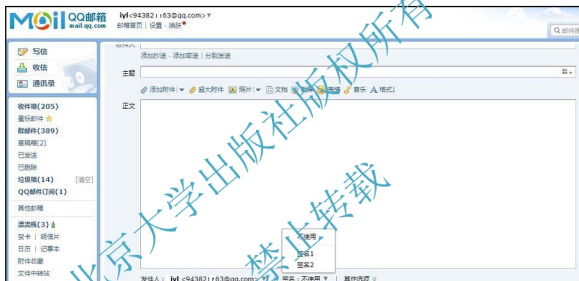 MOil QQ邮箱
mail.qq.com
邮箱首页 | 设置 - 换肤
写信
收信
通讯录
添加抄送 - 添加密送 | 分别发送
主题
添加附件 | 超大附件 照片 | 文档 音乐 A 格式↓
正文
收件箱(205)
星标邮件
群邮件(389)
草稿箱(2)
已发送
已删除
垃圾箱(14) [清空]
QQ邮件订阅(1)
其他邮箱
漂流瓶(3)
贺卡 | 明信片
日历 | 记事本
附件收藏
文件中转站
不使用
签名1
签名2
发件人: 签名: 不使用 | 其他选项
北京大学出版社版权所有
禁止转载